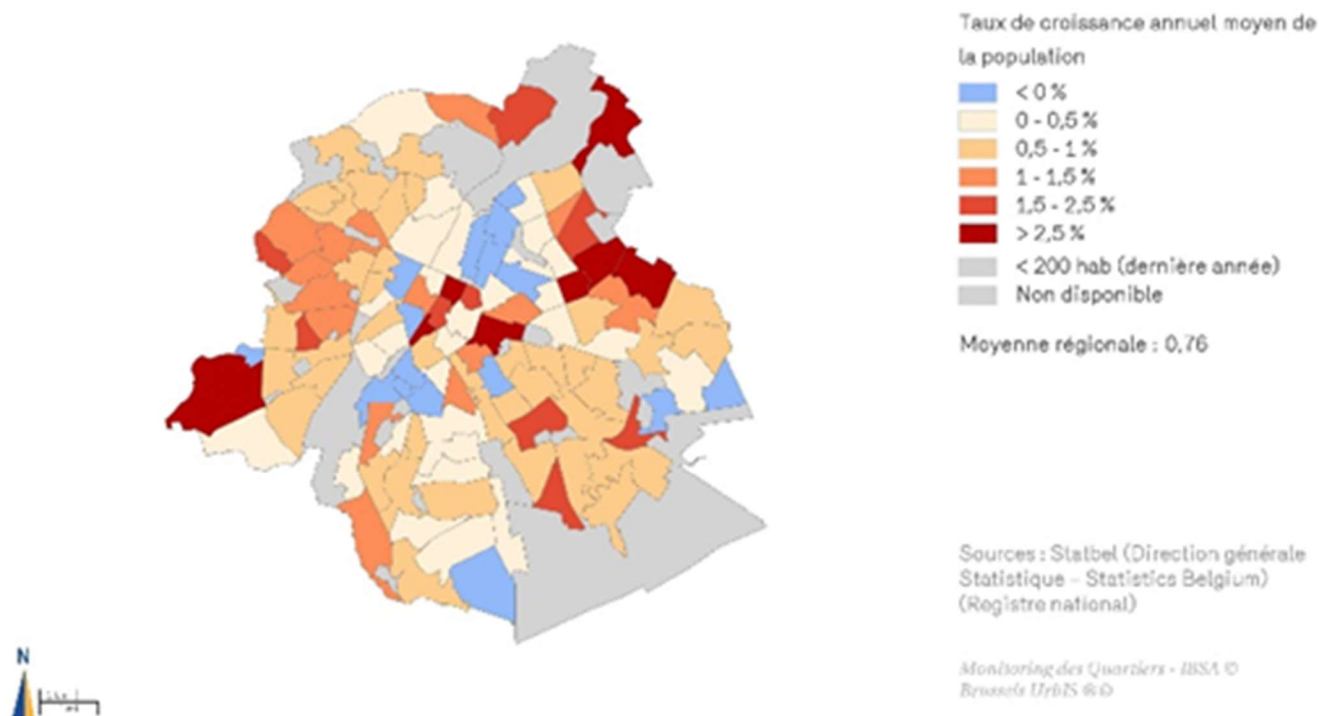 Taux de croissance annuel moyen de
la population
< 0 %
0 - 0,5 %
0,5 - 1 %
1 - 1,5 %
1,5 - 2,5 %
> 2,5 %
< 200 hab (dernière année)
Non disponible
Moyenne régionale : 0,76
Sources : Statbel (Direction générale
Statistique – Statistics Belgium)
(Registre national)
Monitoring des Quartiers - IBSA ©
Brussels UrbIS ® ©
N